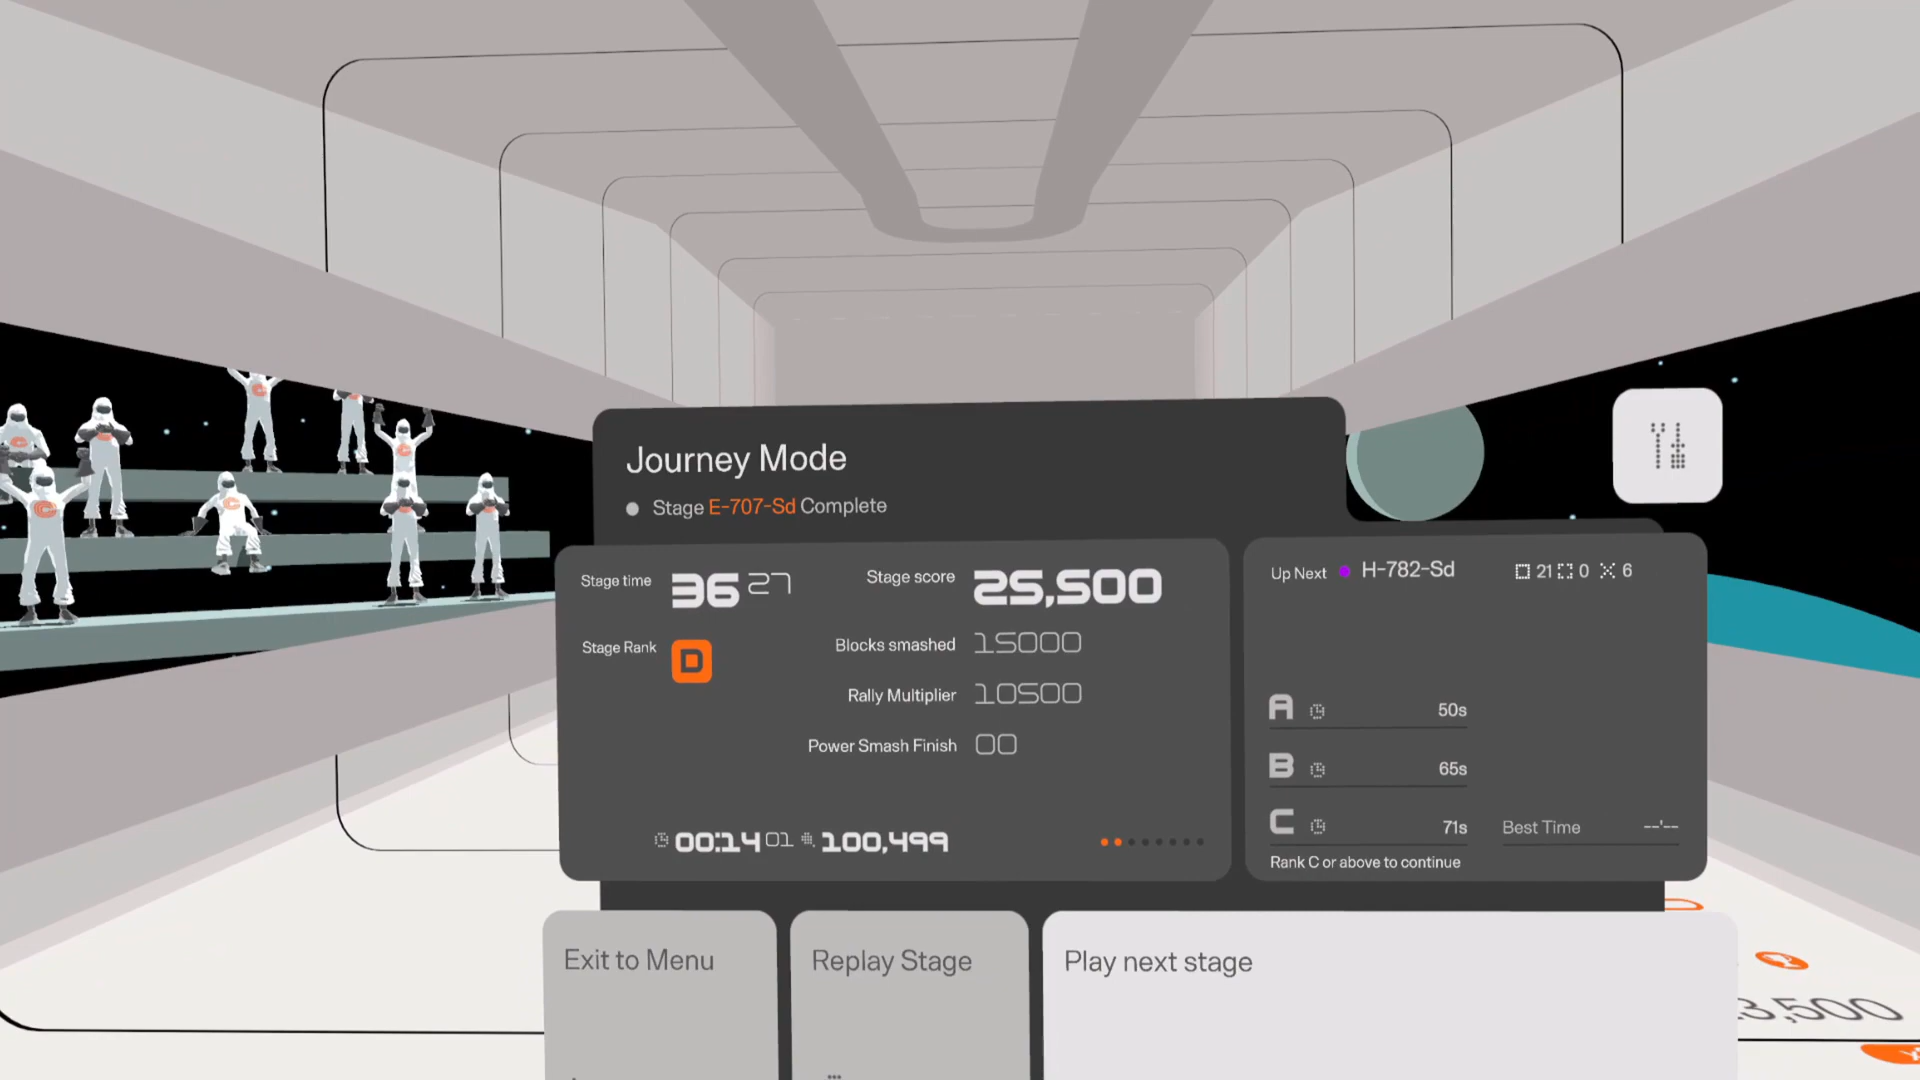 Journey Mode
Stage E-707-Sd Complete
Stage time 36 27
Stage score 25,500
Stage Rank D
Blocks smashed 15000
Rally Multiplier 10500
Power Smash Finish 00
00:14 01 100,499
Up Next H-782-Sd 21 0 6
A 50s
B 65s
C 71s
Best Time --'--
Rank C or above to continue
Exit to Menu
Replay Stage
Play next stage
3,500